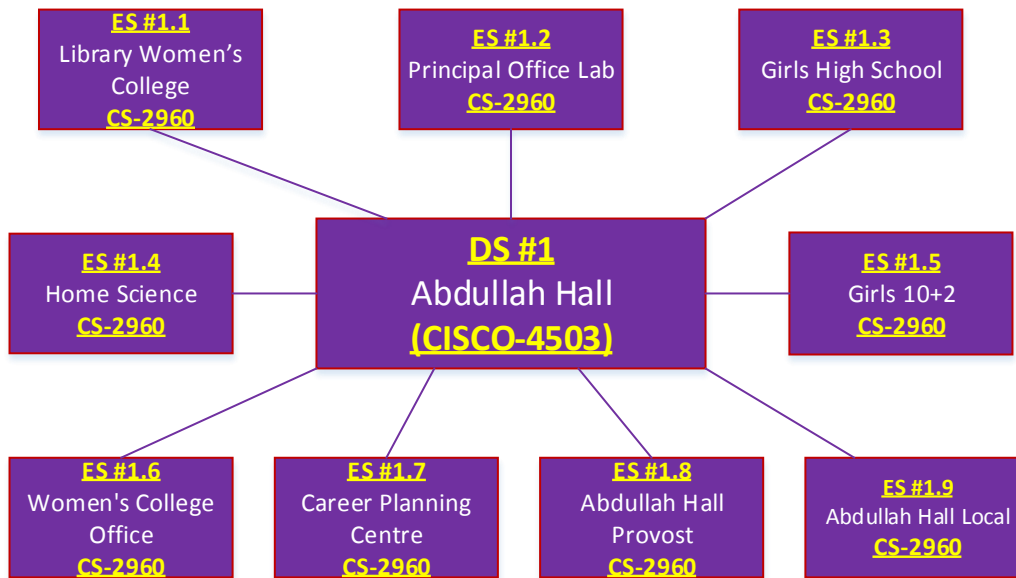 ES #1.1
Library Women’s
College
CS-2960
ES #1.2
Principal Office Lab
CS-2960
ES #1.3
Girls High School
CS-2960
ES #1.4
Home Science
CS-2960
DS #1
Abdullah Hall
(CISCO-4503)
ES #1.5
Girls 10+2
CS-2960
ES #1.6
Women's College
Office
CS-2960
ES #1.7
Career Planning
Centre
CS-2960
ES #1.8
Abdullah Hall
Provost
CS-2960
ES #1.9
Abdullah Hall Local
CS-2960